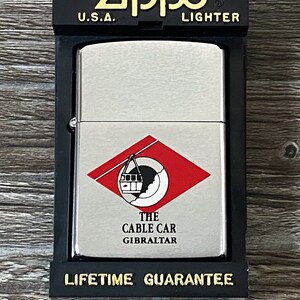 Zippo
U.S.A. LIGHTER
THE
CABLE CAR
GIBRALTAR
LIFETIME GUARANTEE